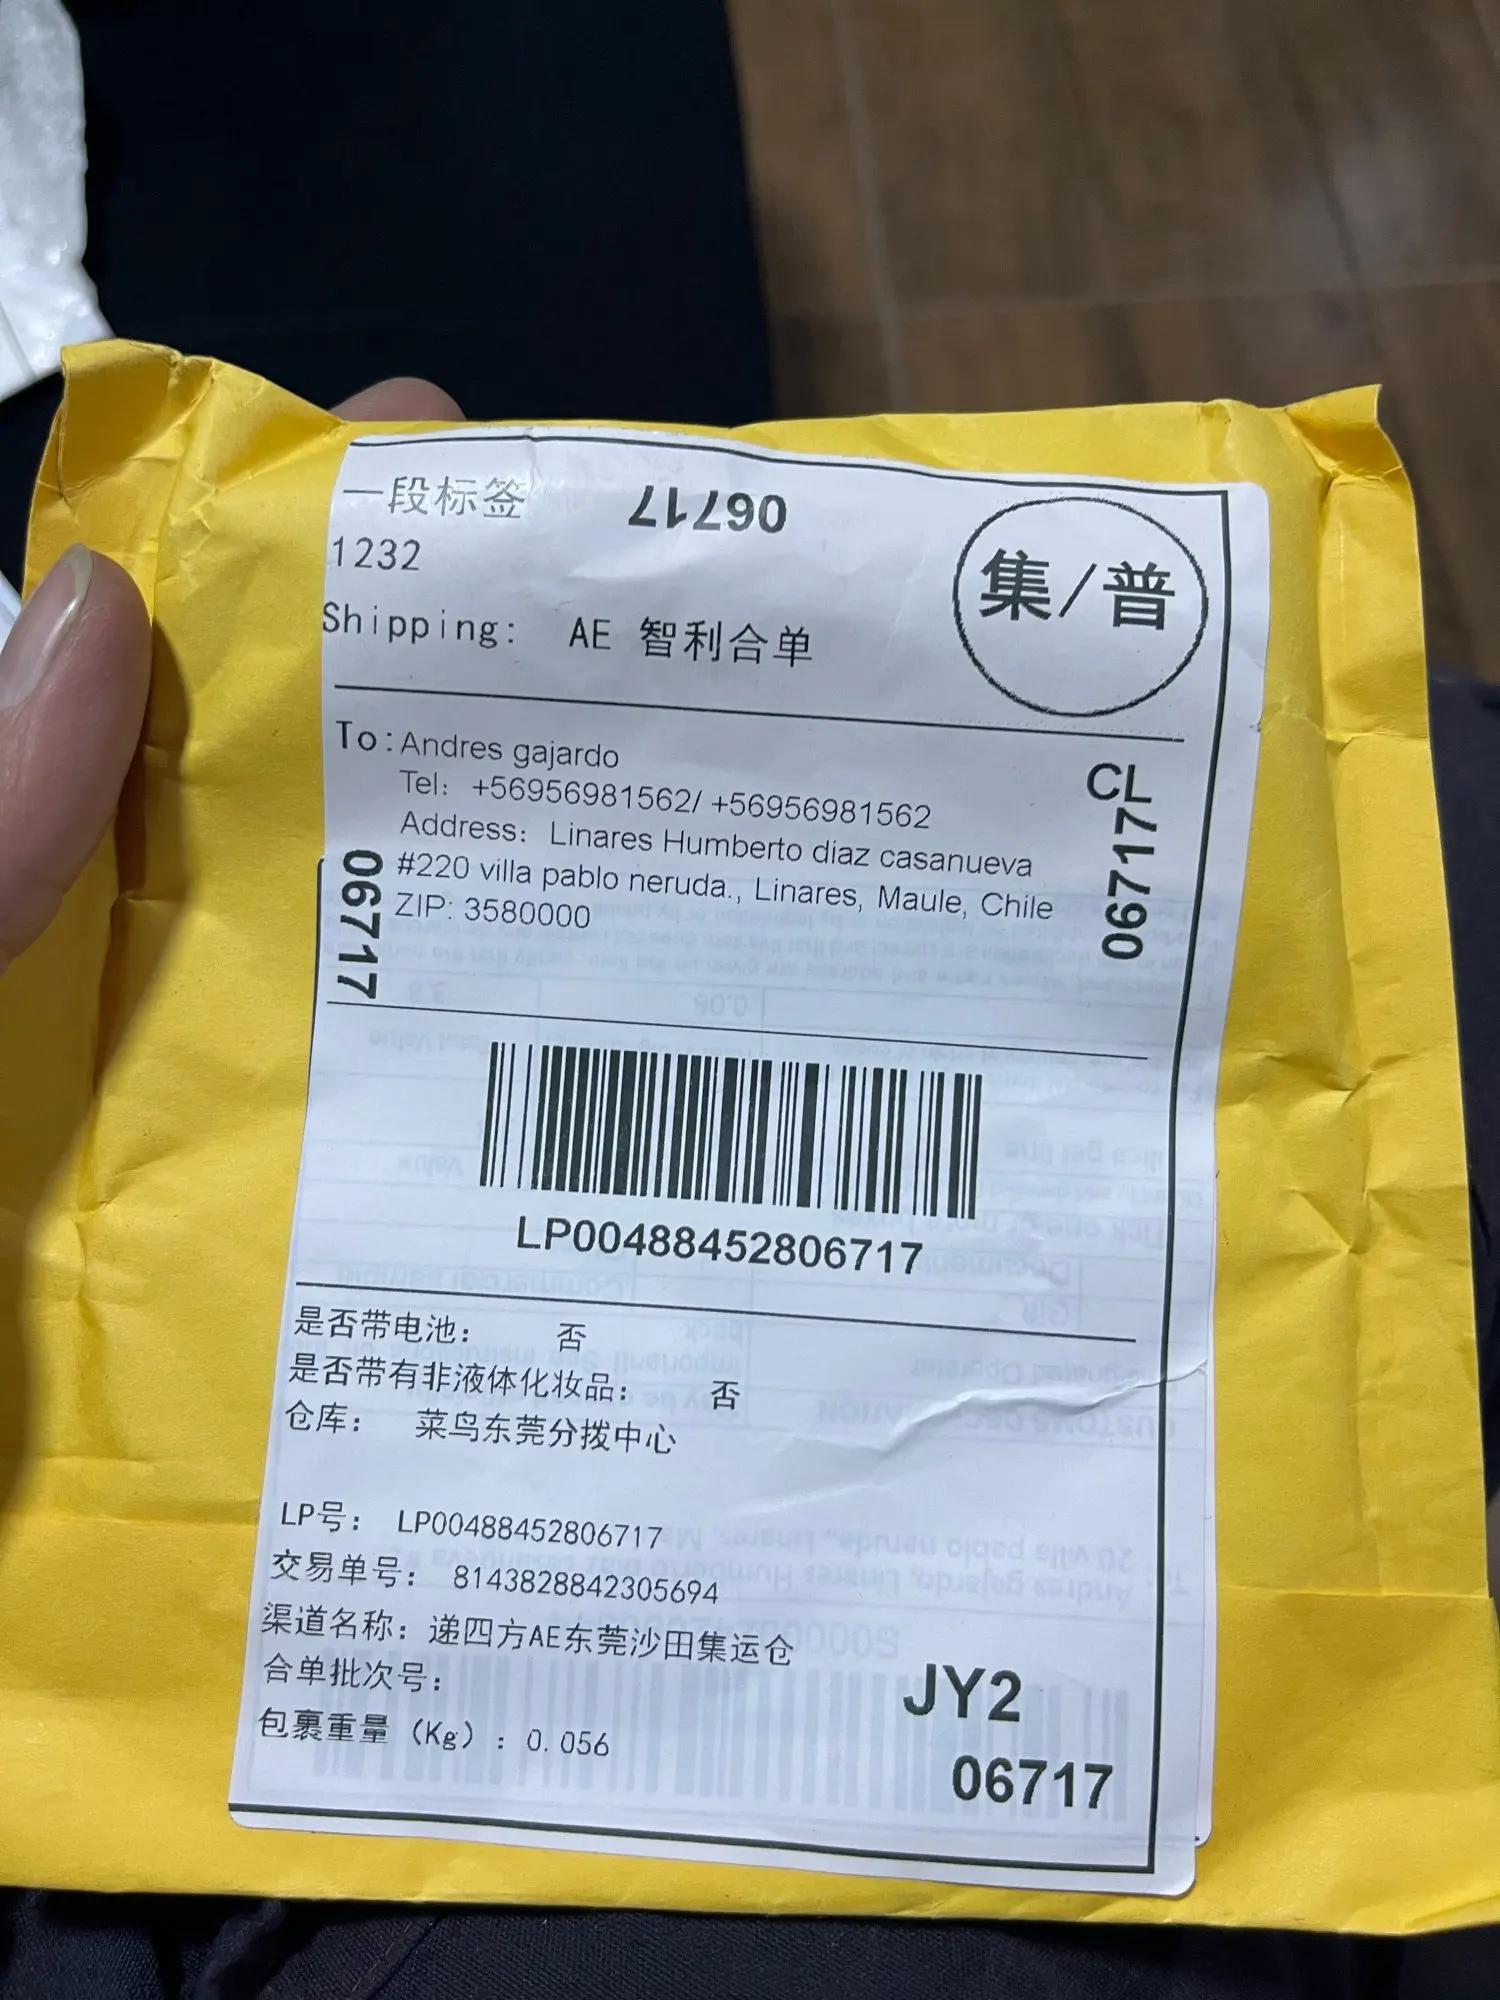 一段标签
06717
集/普
1232
Shipping: AE 智利合单
To: Andres gajardo
Tel: +56956981562/ +56956981562
Address: Linares Humberto diaz casanueva
#220 villa pablo neruda., Linares, Maule, Chile
ZIP: 3580000
06717
CL
06717
LP00488452806717
是否带电池： 否
是否带有非液体化妆品： 否
仓库： 菜鸟东莞分拨中心
LP号： LP00488452806717
交易单号： 8143828842305694
渠道名称： 递四方AE东莞沙田集运仓
合单批次号：
包裹重量（Kg）：0.056
JY2
06717